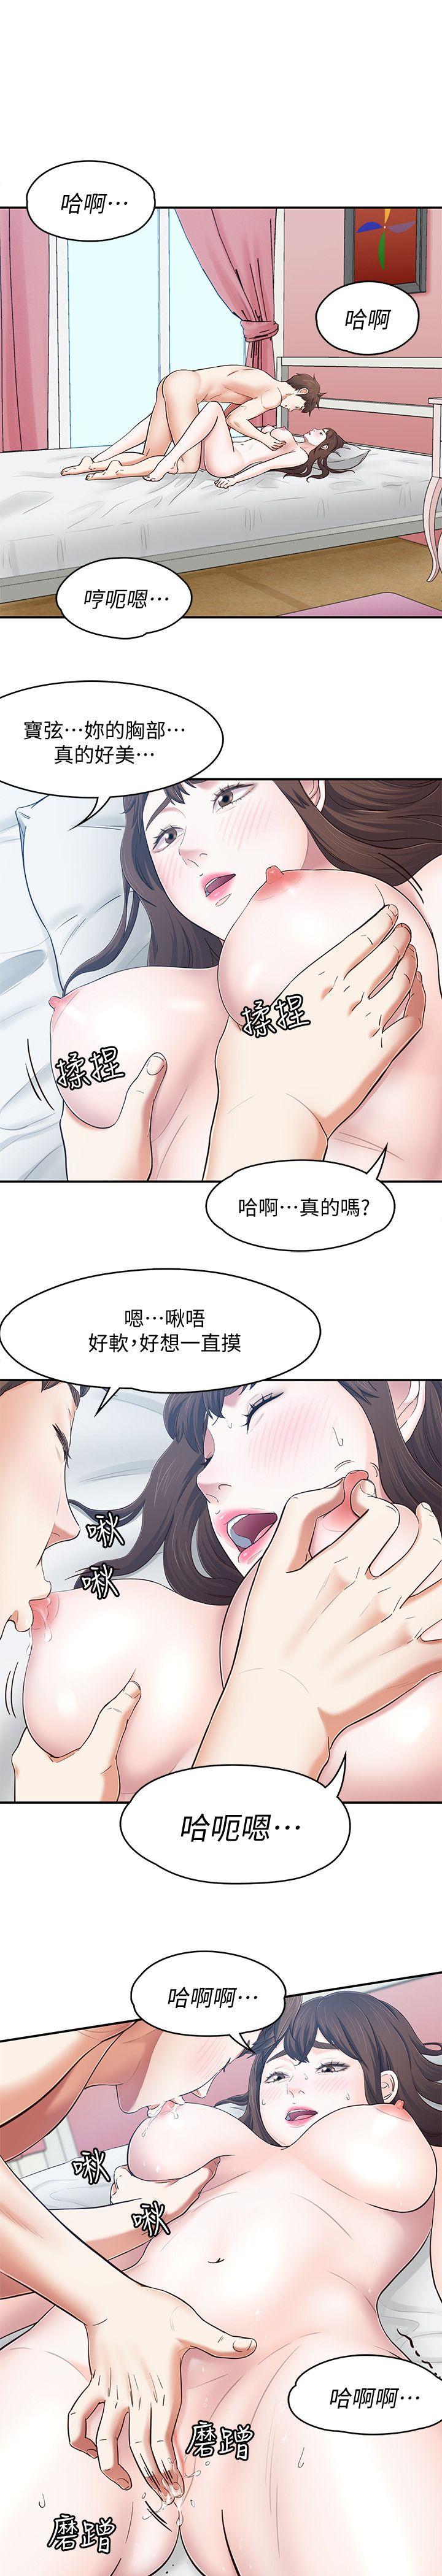 哈啊⋯
哈啊
哼呃嗯⋯
寶弦⋯妳的胸部⋯
真的好美⋯
揉捏
揉捏
哈啊⋯真的嗎?
嗯⋯啾唔
好軟，好想一直摸
啾
啾
哈呃嗯⋯
哈啊啊⋯
啾
啾
哈啊啊⋯
磨蹭
磨蹭